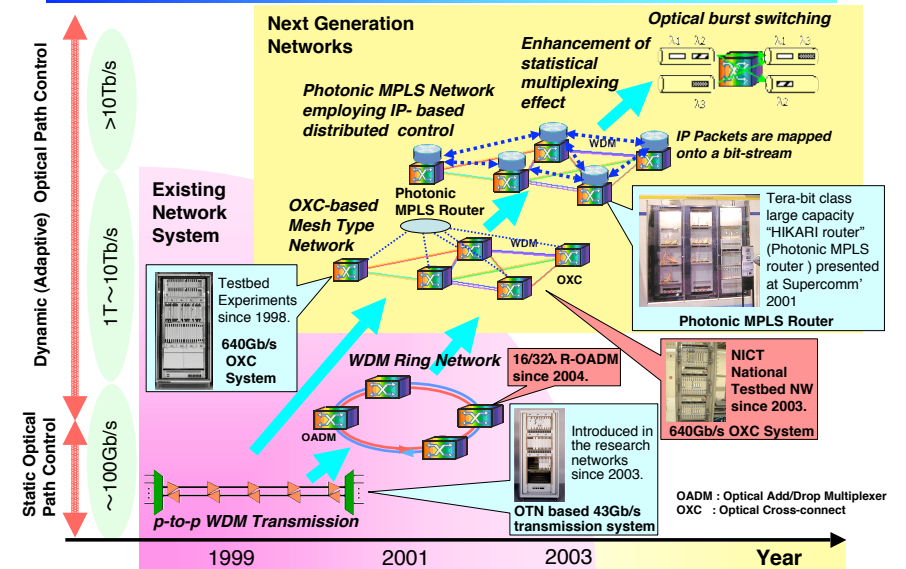 Next Generation
Networks
Optical burst switching
λ1 λ2
λ1 λ3
λ3
λ2
Enhancement of
statistical
multiplexing
effect
Photonic MPLS Network
employing IP- based
distributed control
WDM
IP Packets are mapped
onto a bit-stream
Existing
Network
System
OXC-based
Mesh Type
Network
Photonic
MPLS Router
WDM
OXC
Tera-bit class
large capacity
“HIKARI router”
(Photonic MPLS
router ) presented
at Supercomm’
2001
Photonic MPLS Router
Testbed
Experiments
since 1998.
640Gb/s
OXC
System
WDM Ring Network
16/32λ R-OADM
since 2004.
NICT
National
Testbed NW
since 2003.
640Gb/s OXC System
OADM
Introduced in
the research
networks
since 2003.
OTN based 43Gb/s
transmission system
p-to-p WDM Transmission
OADM : Optical Add/Drop Multiplexer
OXC : Optical Cross-connect
Dynamic (Adaptive) Optical Path Control
Static Optical
Path Control
>10Tb/s
1T~10Tb/s
~100Gb/s
1999 2001 2003 Year